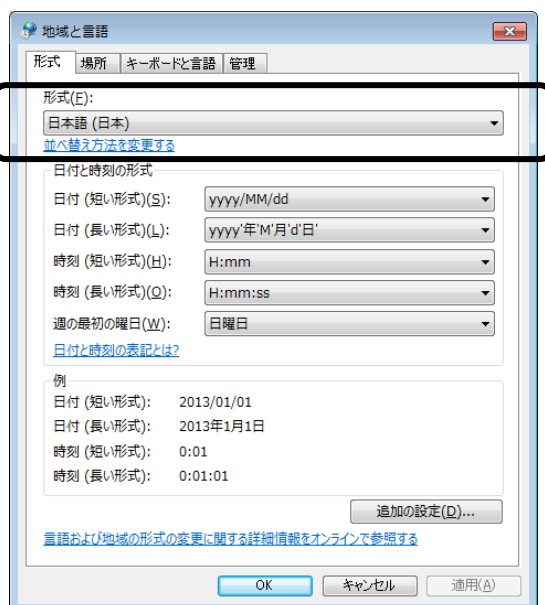 地域と言語
形式 場所 キーボードと言語 管理
形式(F):
日本語 (日本)
並べ替え方法を変更する
日付と時刻の形式
日付 (短い形式)(S): yyyy/MM/dd
日付 (長い形式)(L): yyyy'年'M'月'd'日'
時刻 (短い形式)(H): H:mm
時刻 (長い形式)(O): H:mm:ss
週の最初の曜日(W): 日曜日
日付と時刻の表記とは?
例
日付 (短い形式): 2013/01/01
日付 (長い形式): 2013年1月1日
時刻 (短い形式): 0:01
時刻 (長い形式): 0:01:01
追加の設定(D)...
言語および地域の形式の変更に関する詳細情報をオンラインで参照する
OK キャンセル 適用(A)